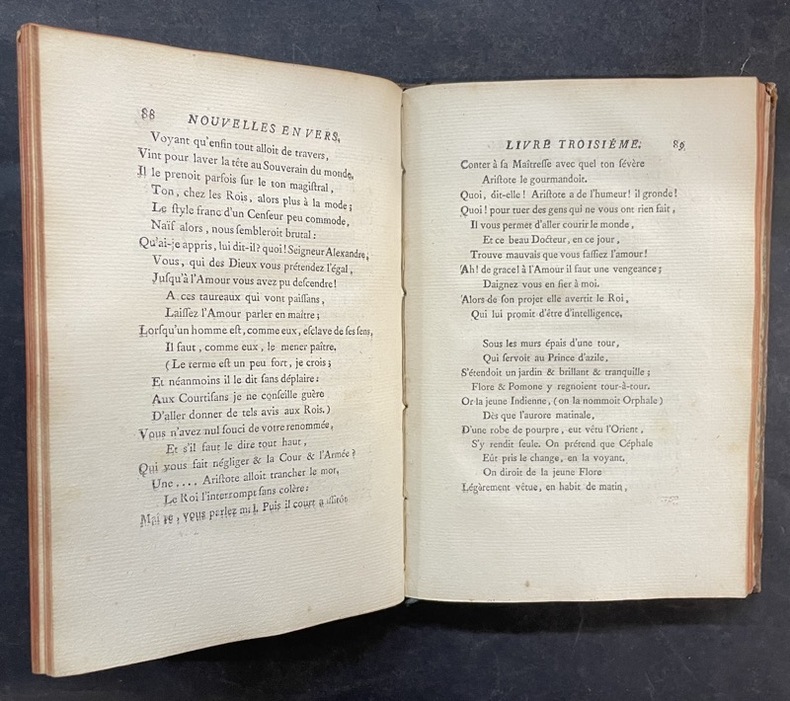 88 NOUVELLES EN VERS,
Voyant qu'enfin tout alloit de travers,
Vint pour laver la tête au Souverain du monde,
Il le prenoit parfois ſur le ton magiſtral,
Ton, chez les Rois, alors plus à la mode;
Le ſtyle franc d'un Cenſeur peu commode,
Naïf alors, nous ſembleroit brutal:
Qu'ai-je appris, lui dit-il? quoi! Seigneur Alexandre,
Vous, qui des Dieux vous prétendez l'égal,
Juſqu'à l'Amour vous avez pu deſcendre!
A ces taureaux qui vont paiſſans,
Laiſſez l'Amour parler en maître;
Lorſqu'un homme eſt, comme eux, eſclave de ſes ſens,
Il faut, comme eux, le mener paître.
(Le terme eſt un peu fort, je crois;
Et néanmoins il le dit ſans déplaire:
Aux Courtiſans je ne conſeille guère
D'aller donner de tels avis aux Rois.)
Vous n'avez nul ſouci de votre renommée,
Et s'il faut le dire tout haut,
Qui vous fait négliger & la Cour & l'Armée?
Une.... Ariſtote alloit trancher le mot,
Le Roi l'interrompt ſans colère:
vous parlez mal. Puis il court auſſitôt
LIVRE TROISIÈME. 89
Conter à ſa Maîtreſſe avec quel ton ſévère
Ariſtote le gourmandoit.
Quoi, dit-elle! Ariſtote a de l'humeur! il gronde!
Quoi! pour tuer des gens qui ne vous ont rien fait,
Il vous permet d'aller courir le monde,
Et ce beau Docteur, en ce jour,
Trouve mauvais que vous faſſiez l'amour!
Ah! de grace! à l'Amour il faut une vengeance;
Daignez vous en fier à moi.
Alors de ſon projet elle avertit le Roi,
Qui lui promit d'être d'intelligence.
Sous les murs épais d'une tour,
Qui ſervoit au Prince d'azile,
S'étendoit un jardin & brillant & tranquille;
Flore & Pomone y regnoient tour-à-tour.
Or la jeune Indienne, (on la nommoit Orphale)
Dès que l'aurore matinale,
D'une robe de pourpre, eut vêtu l'Orient,
S'y rendit ſeule. On prétend que Céphale
Eût pris le change, en la voyant.
On diroit de la jeune Flore
Légèrement vêtue, en habit de matin,